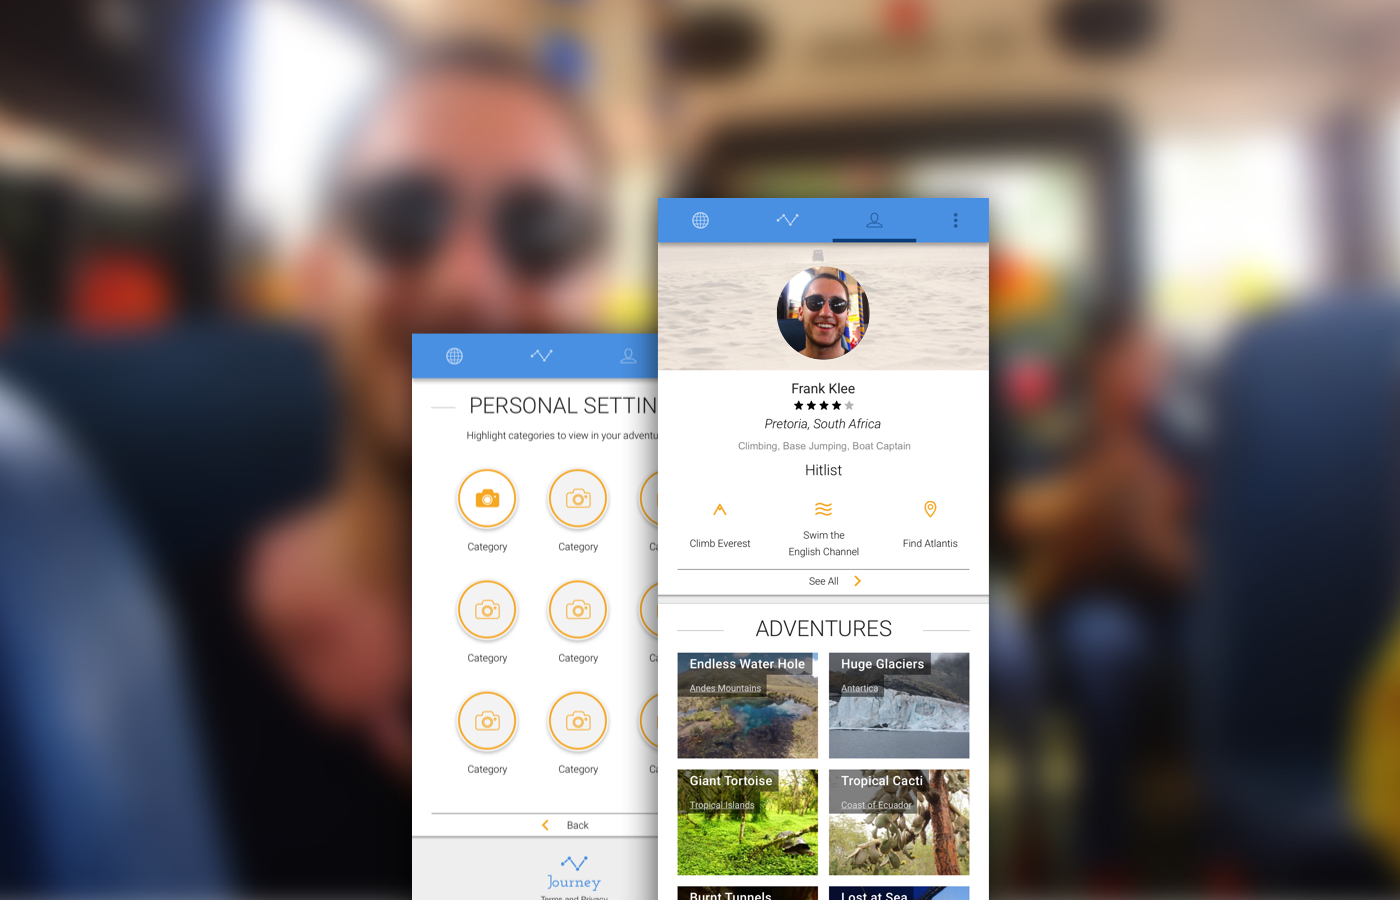 PERSONAL SETTIN
Highlight categories to view in your adventu
Category
Category
Ca
Category
Category
Ca
Category
Category
Ca
Back
Journey
Terms and Privacy
Frank Klee
Pretoria, South Africa
Climbing, Base Jumping, Boat Captain
Hitlist
Climb Everest
Swim the
English Channel
Find Atlantis
See All
ADVENTURES
Endless Water Hole
Andes Mountains
Huge Glaciers
Antartica
Giant Tortoise
Tropical Islands
Tropical Cacti
Coast of Ecuador
Burnt Tunnels
Lost at Sea